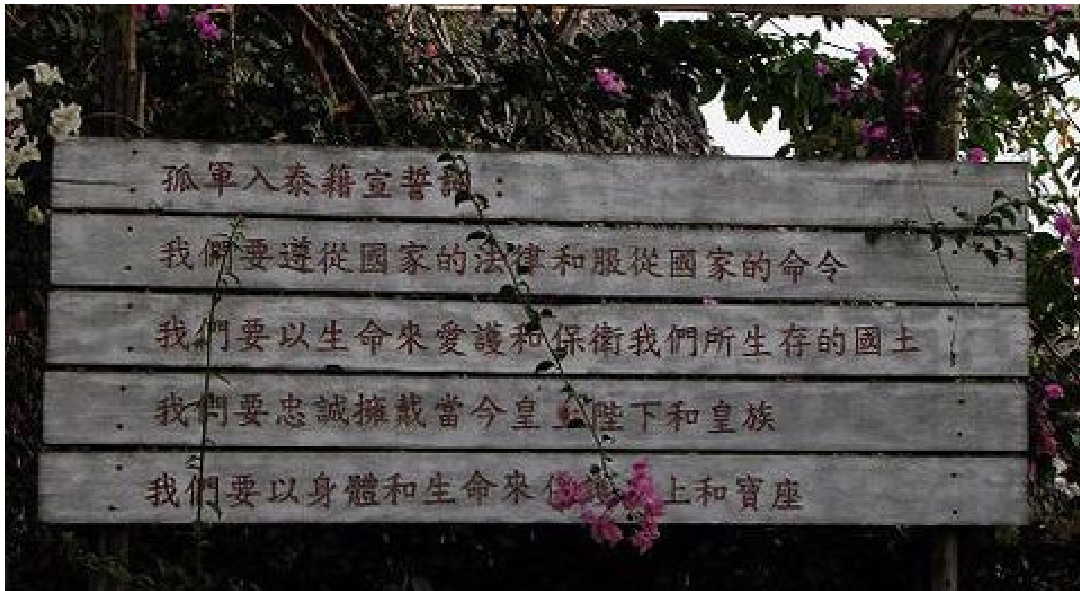 孤軍入泰籍宣誓詞：
我們要遵從國家的法律和服從國家的命令
我們要以生命來愛護和保衛我們所生存的國土
我們要忠誠擁戴當今皇上陛下和皇族
我們要以身體和生命來保上和寶座